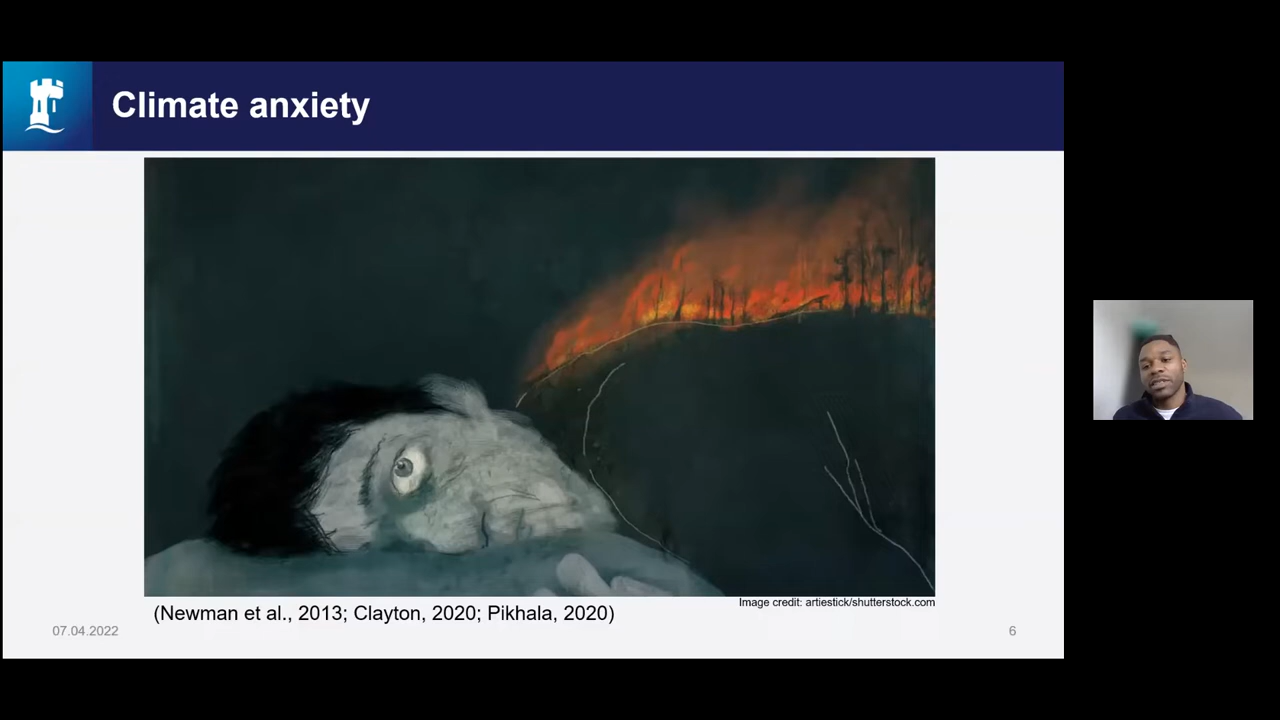 Climate anxiety
Image credit: artiestick/shutterstock.com
(Newman et al., 2013; Clayton, 2020; Pikhala, 2020)
07.04.2022
6